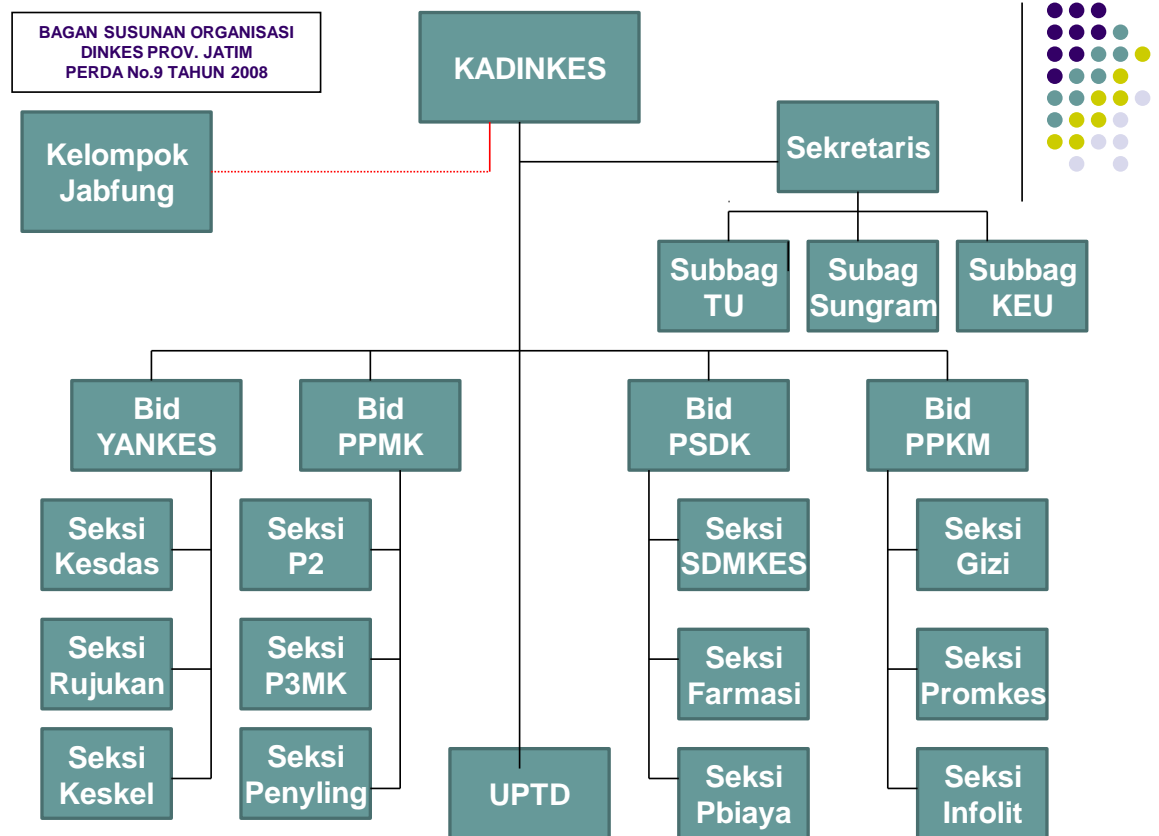 BAGAN SUSUNAN ORGANISASI
DINKES PROV. JATIM
PERDA No.9 TAHUN 2008
KADINKES
Kelompok
Jabfung
Sekretaris
Subbag
TU
Subag
Sungram
Subbag
KEU
Bid
YANKES
Bid
PPMK
Bid
PSDK
Bid
PPKM
Seksi
Kesdas
Seksi
P2
Seksi
SDMKES
Seksi
Gizi
Seksi
Rujukan
Seksi
P3MK
Seksi
Farmasi
Seksi
Promkes
Seksi
Keskel
Seksi
Penyling
UPTD
Seksi
Pbiaya
Seksi
Infolit